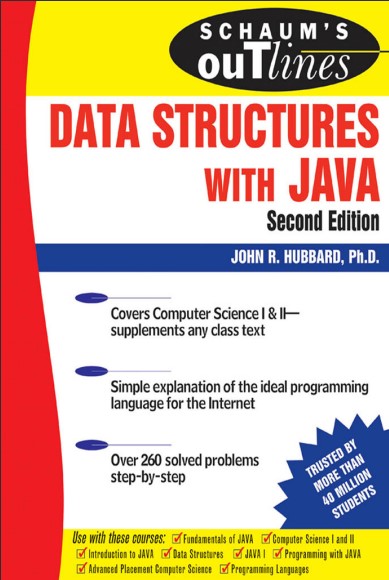 SCHAUM'S
ouTlines
DATA STRUCTURES
WITH JAVA
Second Edition
JOHN R. HUBBARD, Ph.D.
Covers Computer Science I & II—
supplements any class text
Simple explanation of the ideal programming
language for the Internet
Over 260 solved problems
step-by-step
TRUSTED BY
MORE THAN
40 MILLION
STUDENTS
Use with these courses: ☑ Fundamentals of JAVA ☑ Computer Science I and II
☑ Introduction to JAVA ☑ Data Structures ☑ JAVA I ☑ Programming with JAVA
☑ Advanced Placement Computer Science ☑ Programming Languages